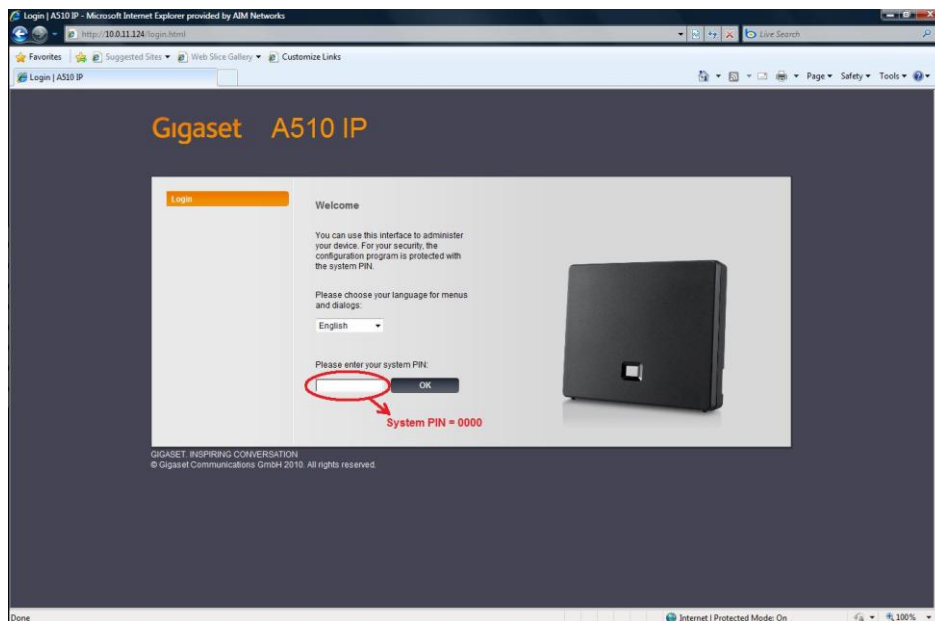 Login | A510 IP - Microsoft Internet Explorer provided by AIM Networks
http://10.0.11.124/login.html
Live Search
Favorites Suggested Sites Web Slice Gallery Customize Links
Login | A510 IP
Page Safety Tools
Gigaset A510 IP
Login
Welcome
You can use this interface to administer
your device. For your security, the
configuration program is protected with
the system PIN.
Please choose your language for menus
and dialogs:
English
Please enter your system PIN:
OK
System PIN = 0000
GIGASET. INSPIRING CONVERSATION
© Gigaset Communications GmbH 2010. All rights reserved.
Done
Internet | Protected Mode: On
100%